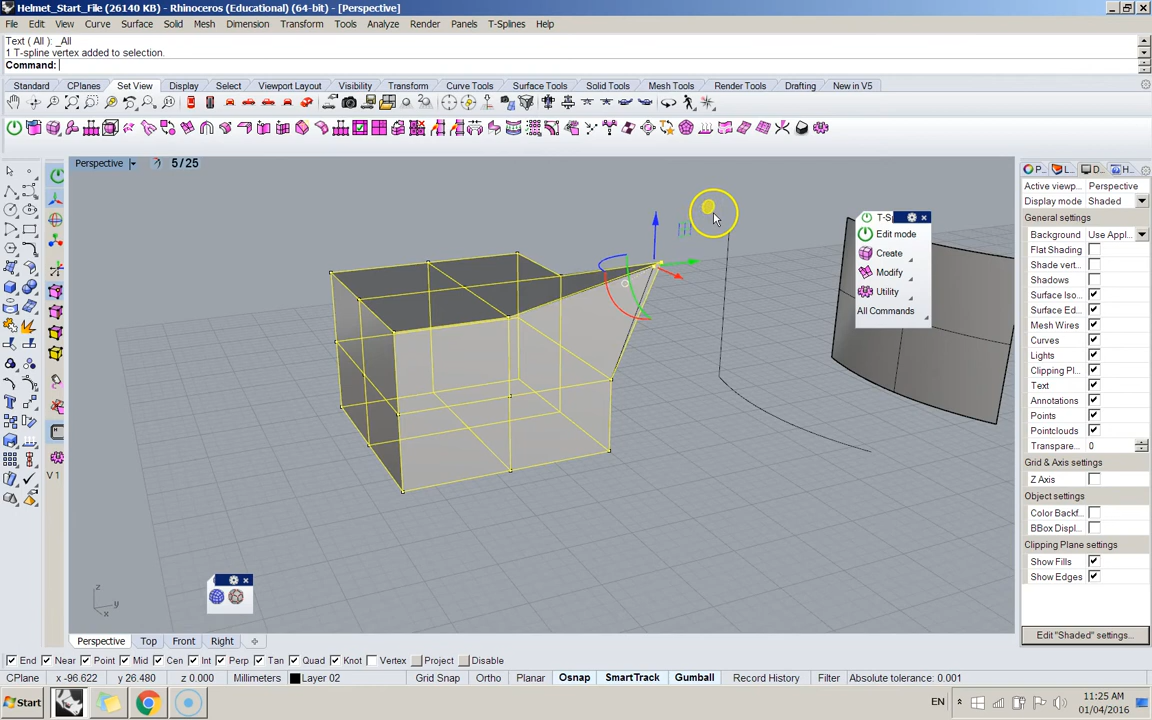 Helmet_Start_File (26140 KB) - Rhinoceros (Educational) (64-bit) - [Perspective]
File Edit View Curve Surface Solid Mesh Dimension Transform Tools Analyze Render Panels T-Splines Help
Text ( All ): _All
1 T-spline vertex added to selection.
Command:
Standard CPlanes Set View Display Select Viewport Layout Visibility Transform Curve Tools Surface Tools Solid Tools Mesh Tools Render Tools Drafting New in V5
Perspective 5/25
P... L... D... H...
Active viewp... Perspective
Display mode Shaded
General settings
Background Use Appl...
Flat Shading
Shade vert...
Shadows
Surface Iso...
Surface Ed...
Mesh Wires
Curves
Lights
Clipping Pl...
Text
Annotations
Points
Pointclouds
Transpare... 0
Grid & Axis settings
Z Axis
Object settings
Color Backf...
BBox Displ...
Clipping Plane settings
Show Fills
Show Edges
Edit "Shaded" settings...
T-Sp
Edit mode
Create
Modify
Utility
All Commands
V 1
z
y
x
Perspective Top Front Right
End Near Point Mid Cen Int Perp Tan Quad Knot Vertex Project Disable
CPlane x -96.622 y 26.480 z 0.000 Millimeters Layer 02 Grid Snap Ortho Planar Osnap SmartTrack Gumball Record History Filter Absolute tolerance: 0.001
Start EN 11:25 AM
01/04/2016